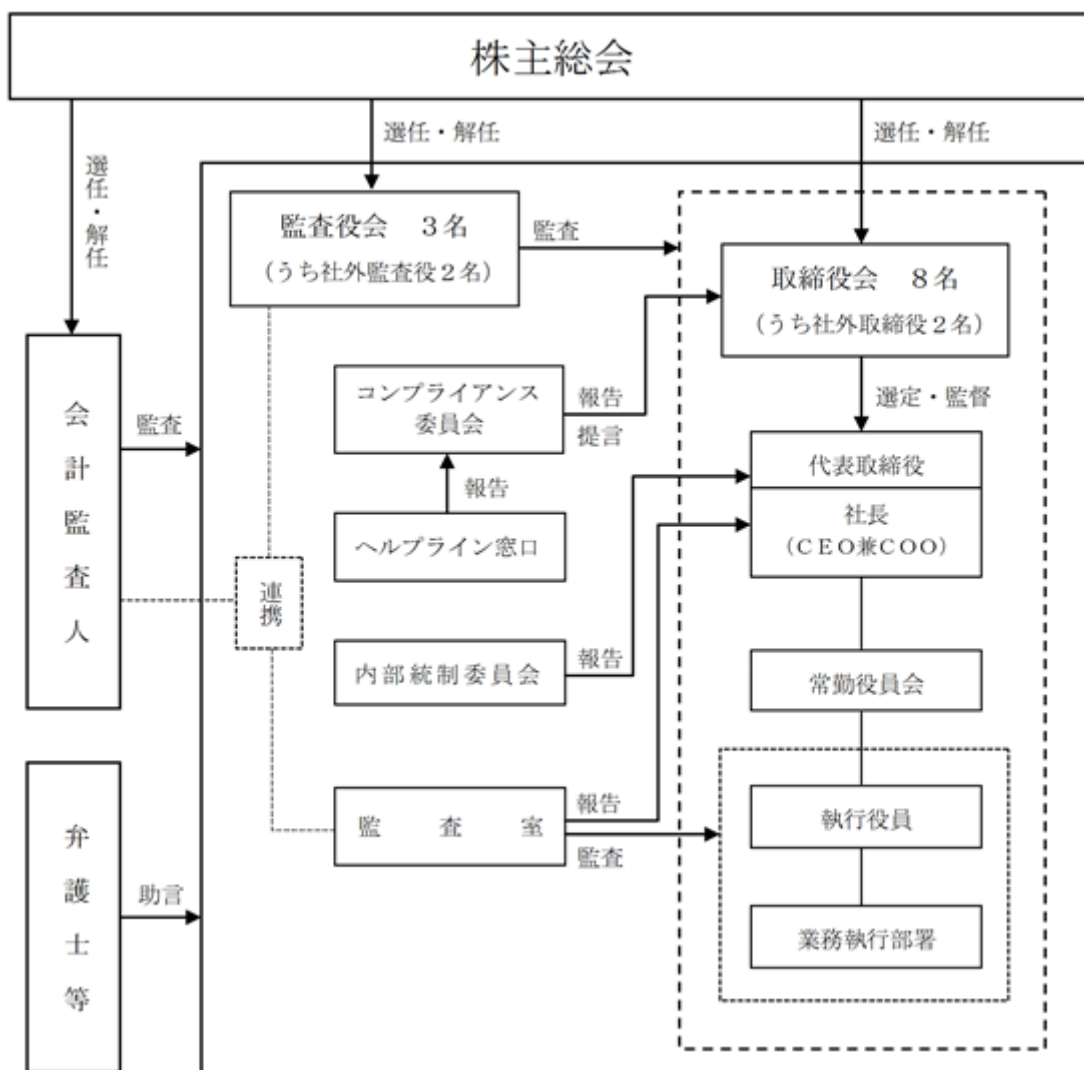 株主総会
選任・解任
選任・解任
選任・解任
監査役会　3名
（うち社外監査役2名）
監査
取締役会　8名
（うち社外取締役2名）
選定・監督
コンプライアンス
委員会
報告
提言
報告
ヘルプライン窓口
代表取締役
社長
（CEO兼COO）
会計監査人
監査
連携
内部統制委員会
報告
常勤役員会
監査室
報告
監査
執行役員
業務執行部署
弁護士等
助言